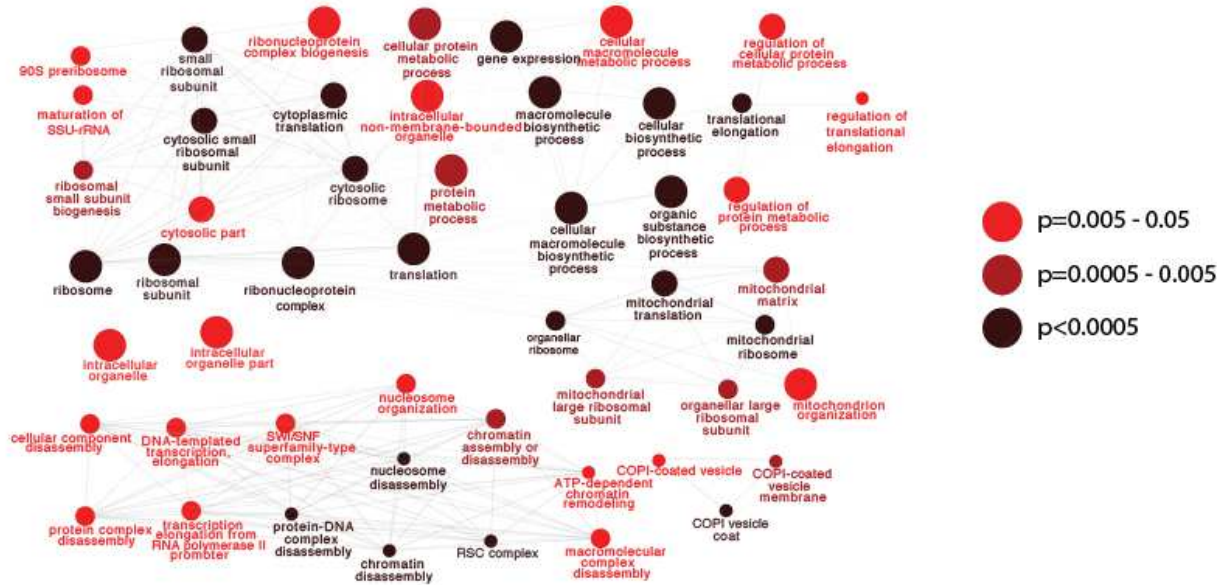 90S preribosome
small
ribosomal
subunit
ribonucleoprotein
complex biogenesis
cellular protein
metabolic
process
gene expression
cellular
macromolecule
metabolic process
regulation of
cellular protein
metabolic process
maturation of
SSU-rRNA
cytosolic small
ribosomal
subunit
cytoplasmic
translation
intracellular
non-membrane-bounded
organelle
macromolecule
biosynthetic
process
cellular
biosynthetic
process
translational
elongation
regulation of
translational
elongation
ribosomal
small subunit
biogenesis
cytosolic part
cytosolic
ribosome
protein
metabolic
process
cellular
macromolecule
biosynthetic
process
organic
substance
biosynthetic
process
regulation of
protein metabolic
process
ribosome
ribosomal
subunit
ribonucleoprotein
complex
translation
mitochondrial
translation
mitochondrial
matrix
organellar
ribosome
mitochondrial
ribosome
intracellular
organelle
intracellular
organelle part
mitochondrial
large ribosomal
subunit
organellar large
ribosomal
subunit
mitochondrion
organization
nucleosome
organization
cellular component
disassembly
DNA-templated
transcription,
elongation
SWI/SNF
superfamily-type
complex
chromatin
assembly or
disassembly
nucleosome
disassembly
ATP-dependent
chromatin
remodeling
COPI-coated vesicle
COPI-coated
vesicle
membrane
protein complex
disassembly
transcription
elongation from
RNA polymerase II
promoter
protein-DNA
complex
disassembly
chromatin
disassembly
RSC complex
macromolecular
complex
disassembly
COPI vesicle
coat
p=0.005 - 0.05
p=0.0005 - 0.005
p<0.0005